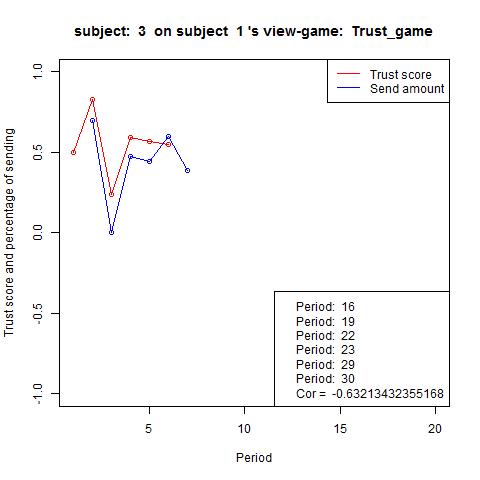 subject:  3  on subject  1 's view-game:  Trust_game
Trust score
Send amount
Trust score and percentage of sending
1.0
0.5
0.0
-0.5
-1.0
Period:  16
Period:  19
Period:  22
Period:  23
Period:  29
Period:  30
Cor =  -0.63213432355168
5 10 15 20
Period